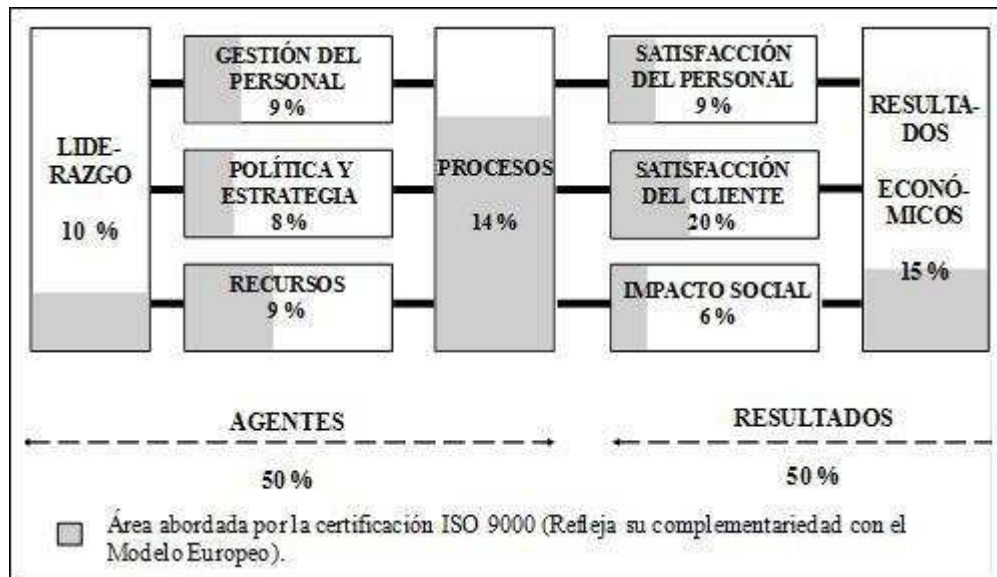 LIDE-
RAZGO
10 %
GESTIÓN DEL
PERSONAL
9 %
POLÍTICA Y
ESTRATEGIA
8 %
RECURSOS
9 %
PROCESOS
14 %
SATISFACCIÓN
DEL PERSONAL
9 %
SATISFACCIÓN
DEL CLIENTE
20 %
IMPACTO SOCIAL
6 %
RESULTA-
DOS
ECONÓ-
MICOS
15 %
AGENTES
50 %
RESULTADOS
50 %
Área abordada por la certificación ISO 9000 (Refleja su complementariedad con el
Modelo Europeo).